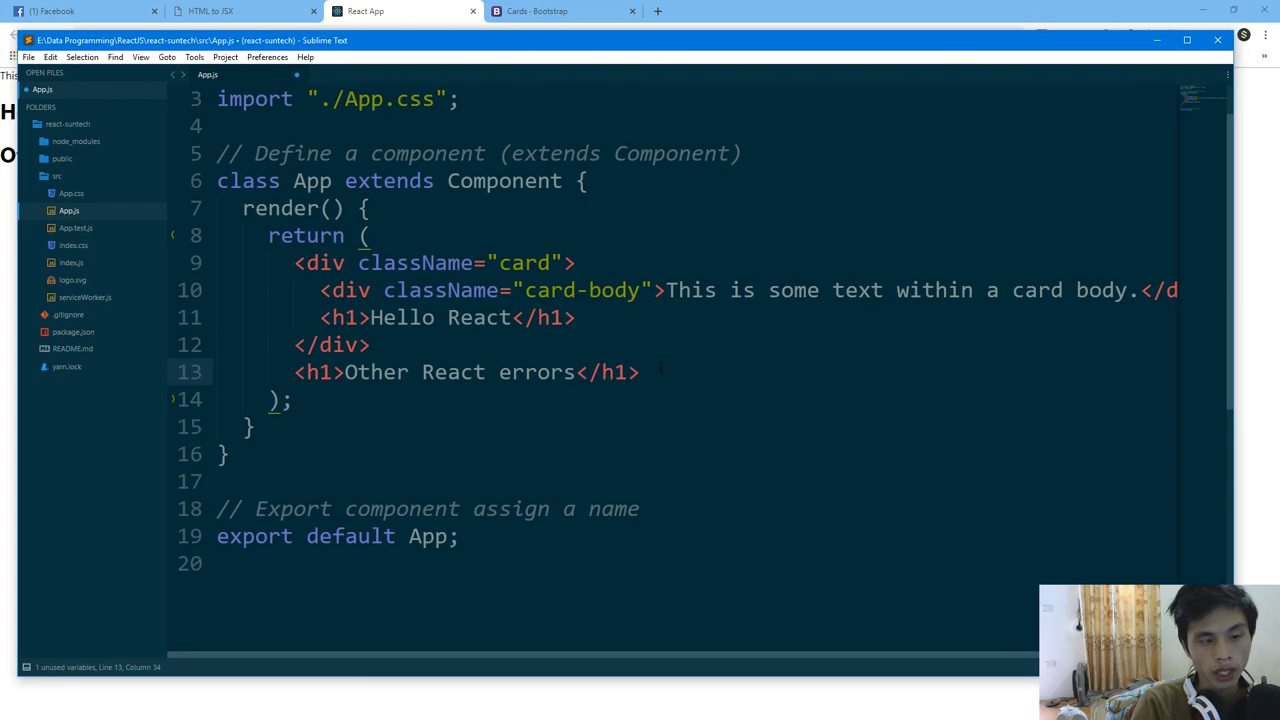 (1) Facebook
HTML to JSX
React App
Cards - Bootstrap
E:\Data Programming\ReactJS\react-suntech\src\App.js • (react-suntech) - Sublime Text
File Edit Selection Find View Goto Tools Project Preferences Help
OPEN FILES
App.js
FOLDERS
react-suntech
node_modules
public
src
App.css
App.js
App.test.js
index.css
index.js
logo.svg
serviceWorker.js
.gitignore
package.json
README.md
yarn.lock
App.js
3 import "./App.css";
4
5 // Define a component (extends Component)
6 class App extends Component {
7 render() {
8 return (
9 <div className="card">
10 <div className="card-body">This is some text within a card body.</d
11 <h1>Hello React</h1>
12 </div>
13 <h1>Other React errors</h1>
14 );
15 }
16 }
17
18 // Export component assign a name
19 export default App;
20
1 unused variables, Line 13, Column 34
This
H
O
S